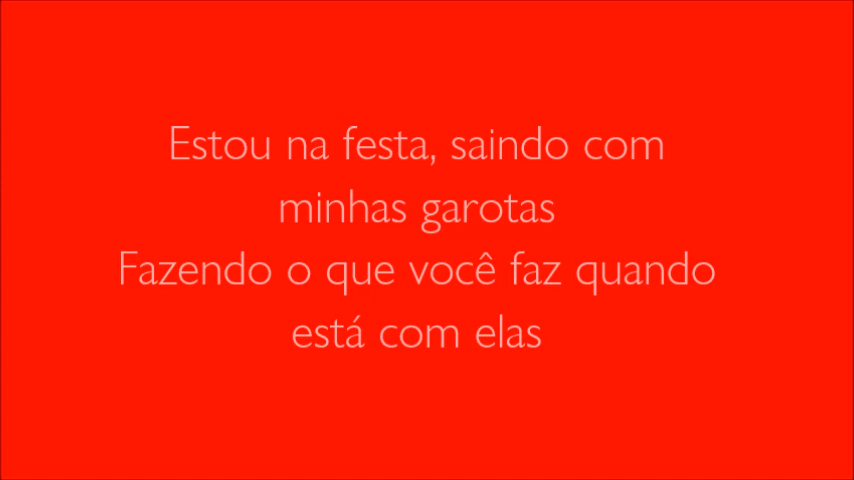 Estou na festa, saindo com
minhas garotas
Fazendo o que você faz quando
está com elas